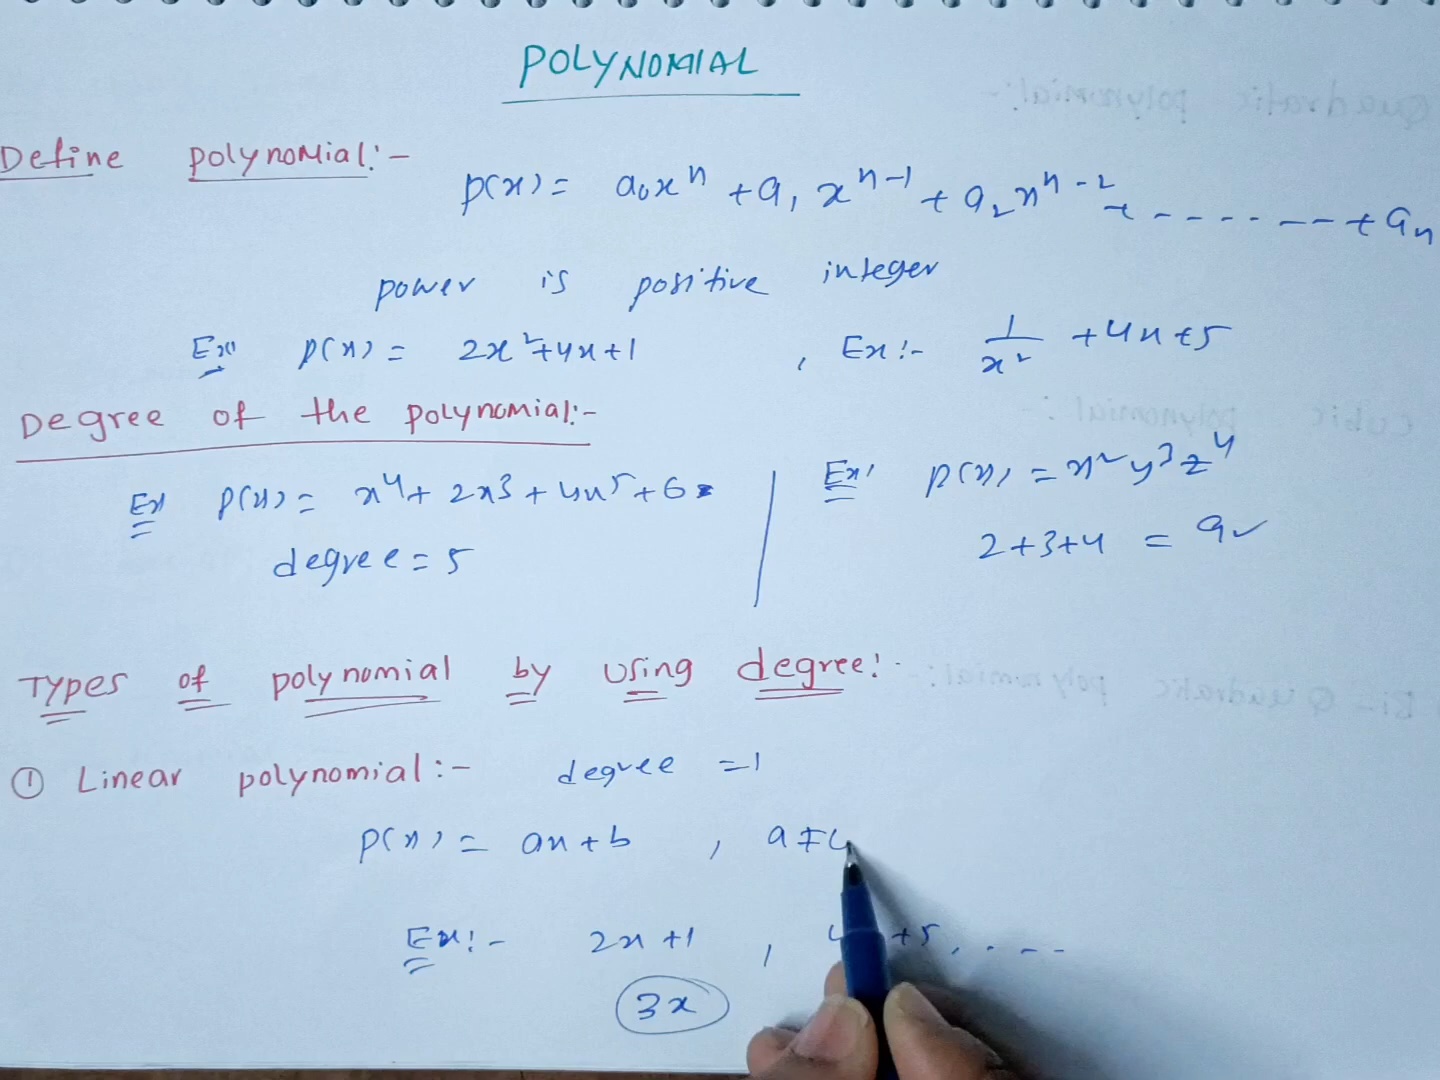 POLYNOMIAL
Define polynomial:-
p(x) = a₀xⁿ + a₁xⁿ⁻¹ + a₂xⁿ⁻² + ------ + aₙ
power is positive integer
Ex: p(x) = 2x²+4x+1 , Ex:- 1/x² +4x+5
Degree of the polynomial:-
Ex p(x) = x⁴+ 2x³ + 4x⁵ + 6
degree = 5
Ex: p(x) = x²y³z⁴
2+3+4 = 9✓
Types of polynomial by using degree:-
① Linear polynomial:- degree =1
p(x) = ax+b , a≠
Ex:- 2x+1 , +5, . ---
3x